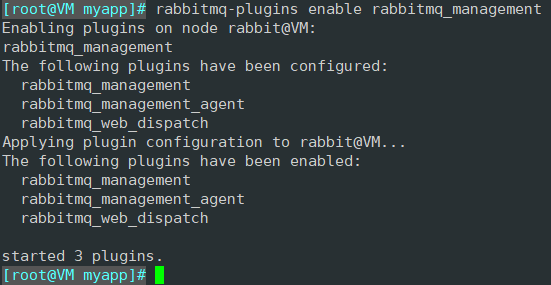 [root@VM myapp]# rabbitmq-plugins enable rabbitmq_management
Enabling plugins on node rabbit@VM:
rabbitmq_management
The following plugins have been configured:
  rabbitmq_management
  rabbitmq_management_agent
  rabbitmq_web_dispatch
Applying plugin configuration to rabbit@VM...
The following plugins have been enabled:
  rabbitmq_management
  rabbitmq_management_agent
  rabbitmq_web_dispatch

started 3 plugins.
[root@VM myapp]#